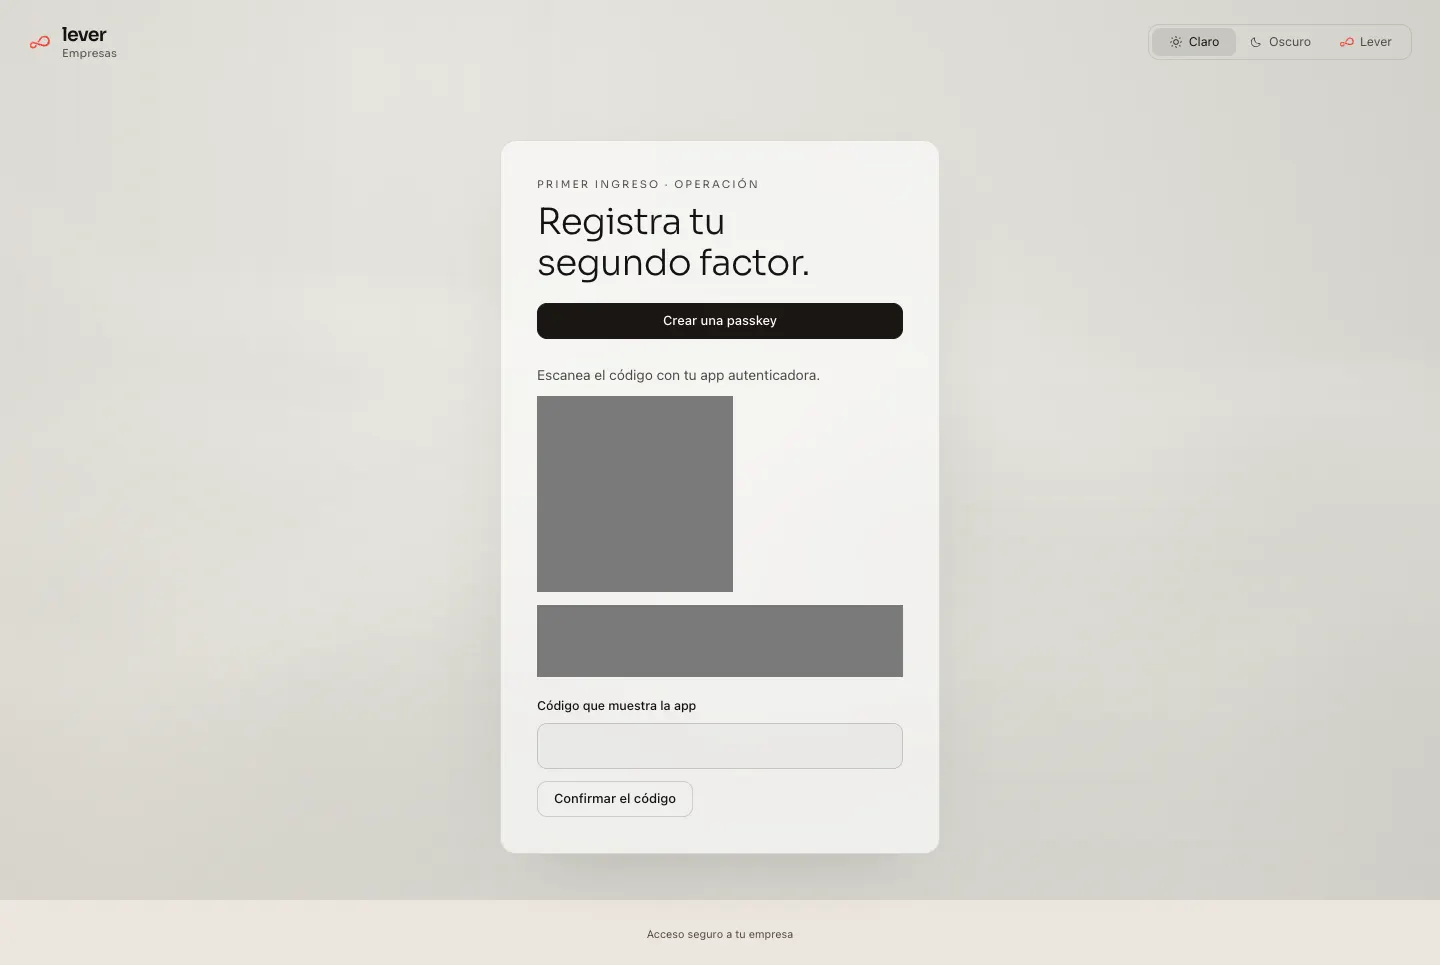 lever
Empresas
Claro
Oscuro
Lever
PRIMER INGRESO · OPERACIÓN
Registra tu
segundo factor.
Crear una passkey
Escanea el código con tu app autenticadora.
Código que muestra la app
Confirmar el código
Acceso seguro a tu empresa